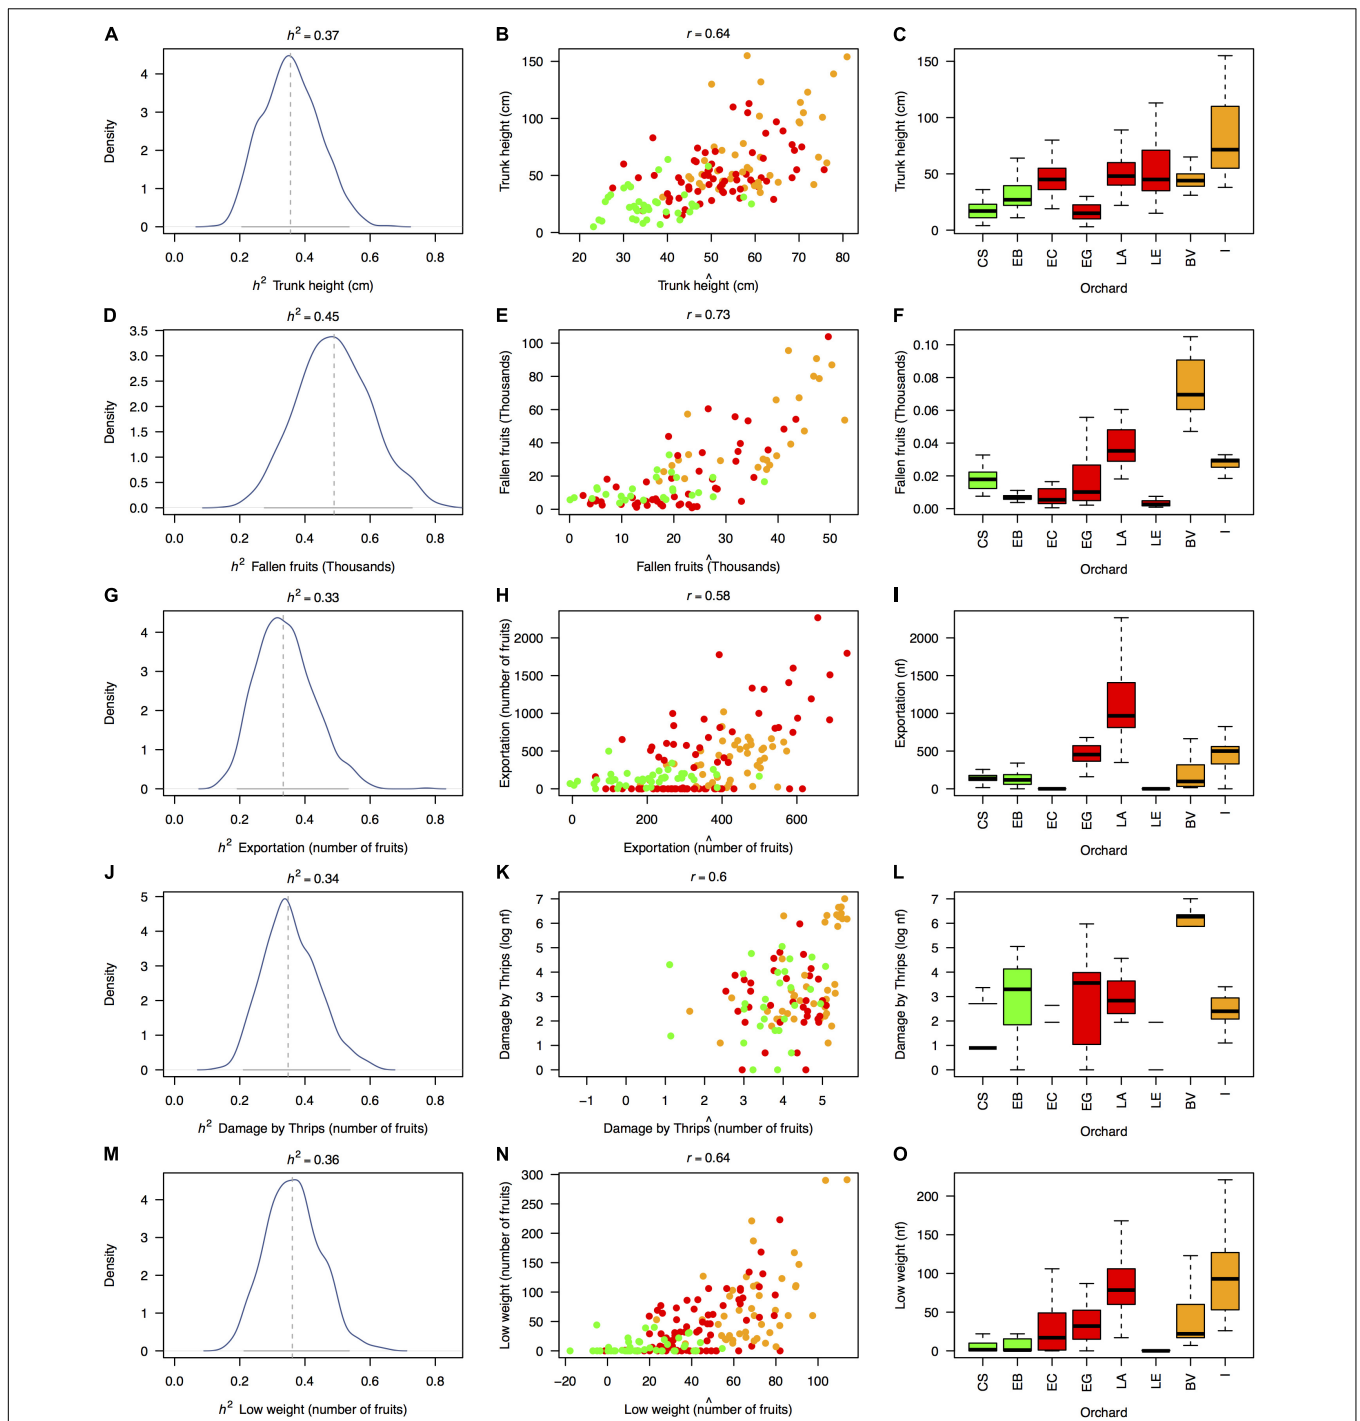 A
h² = 0.37
Density
0
1
2
3
4
0.0 0.2 0.4 0.6 0.8
h² Trunk height (cm)
B
r = 0.64
Trunk height (cm)
0
50
100
150
20 30 40 50 60 70 80
^
Trunk height (cm)
C
Trunk height (cm)
0
50
100
150
CS EB EC EG LA LE BV I
Orchard
D
h² = 0.45
Density
0.0
0.5
1.0
1.5
2.0
2.5
3.0
3.5
0.0 0.2 0.4 0.6 0.8
h² Fallen fruits (Thousands)
E
r = 0.73
Fallen fruits (Thousands)
0
20
40
60
80
100
0 10 20 30 40 50
^
Fallen fruits (Thousands)
F
Fallen fruits (Thousands)
0.00
0.02
0.04
0.06
0.08
0.10
CS EB EC EG LA LE BV I
Orchard
G
h² = 0.33
Density
0
1
2
3
4
0.0 0.2 0.4 0.6 0.8
h² Exportation (number of fruits)
H
r = 0.58
Exportation (number of fruits)
0
500
1000
1500
2000
0 200 400 600
^
Exportation (number of fruits)
I
Exportation (nf)
0
500
1000
1500
2000
CS EB EC EG LA LE BV I
Orchard
J
h² = 0.34
Density
0
1
2
3
4
5
0.0 0.2 0.4 0.6 0.8
h² Damage by Thrips (number of fruits)
K
r = 0.6
Damage by Thrips (log nf)
0
1
2
3
4
5
6
7
−1 0 1 2 3 4 5
^
Damage by Thrips (number of fruits)
L
Damage by Thrips (log nf)
0
1
2
3
4
5
6
7
CS EB EC EG LA LE BV I
Orchard
M
h² = 0.36
Density
0
1
2
3
4
0.0 0.2 0.4 0.6 0.8
h² Low weight (number of fruits)
N
r = 0.64
Low weight (number of fruits)
0
50
100
150
200
250
300
−20 0 20 40 60 80 100
^
Low weight (number of fruits)
O
Low weight (nf)
0
50
100
150
200
CS EB EC EG LA LE BV I
Orchard